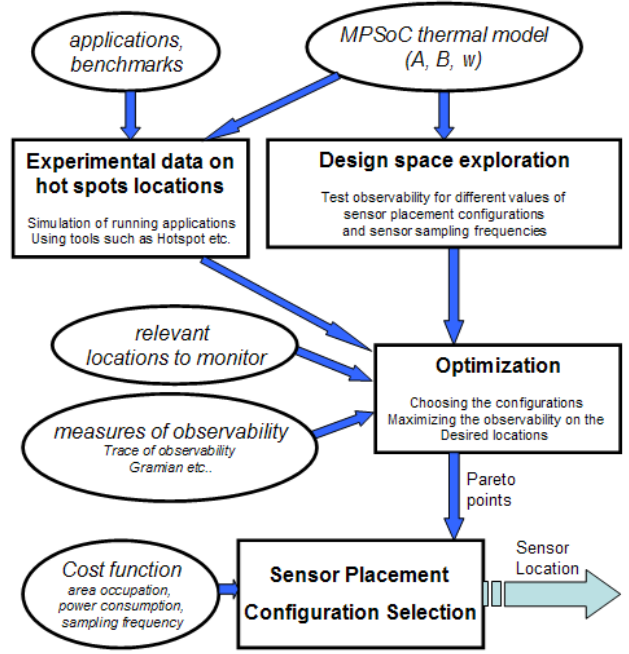 applications,
benchmarks
MPSoC thermal model
(A, B, w)
Experimental data on
hot spots locations
Simulation of running applications
Using tools such as Hotspot etc.
Design space exploration
Test observability for different values of
sensor placement configurations
and sensor sampling frequencies
relevant
locations to monitor
Optimization
Choosing the configurations
Maximizing the observability on the
Desired locations
measures of observability
Trace of observability
Gramian etc..
Pareto
points
Cost function
area occupation,
power consumption,
sampling frequency
Sensor Placement
Configuration Selection
Sensor
Location